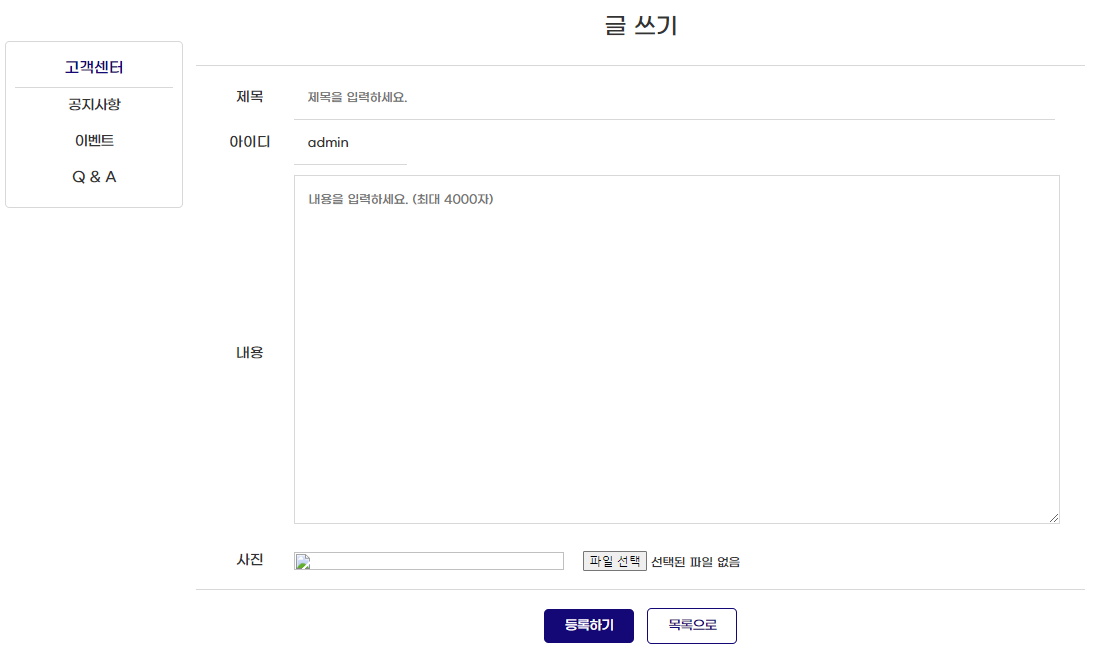 글 쓰기
고객센터
공지사항
이벤트
Q & A
제목 제목을 입력하세요.
아이디 admin
내용 내용을 입력하세요. (최대 4000자)
사진 파일 선택 선택된 파일 없음
등록하기 목록으로